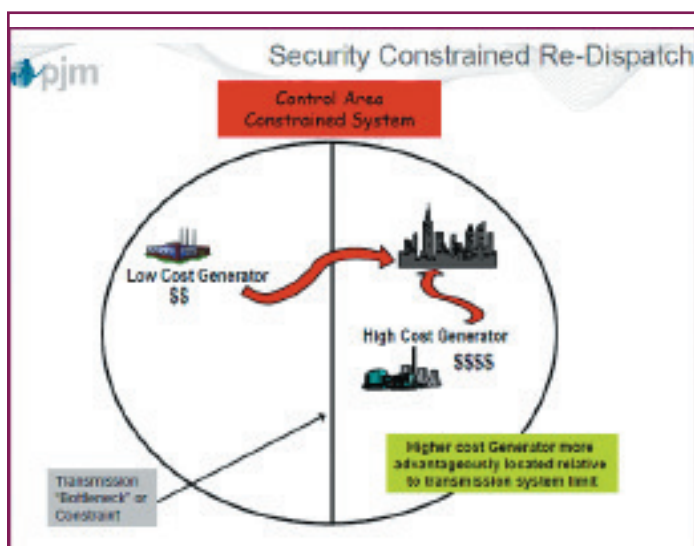 pjm
Security Constrained Re-Dispatch
Control Area
Constrained System
Low Cost Generator
$$
High Cost Generator
$$$$
Transmission
"Bottleneck" or
Constraint
Higher cost Generator more
advantageously located relative
to transmission system limit